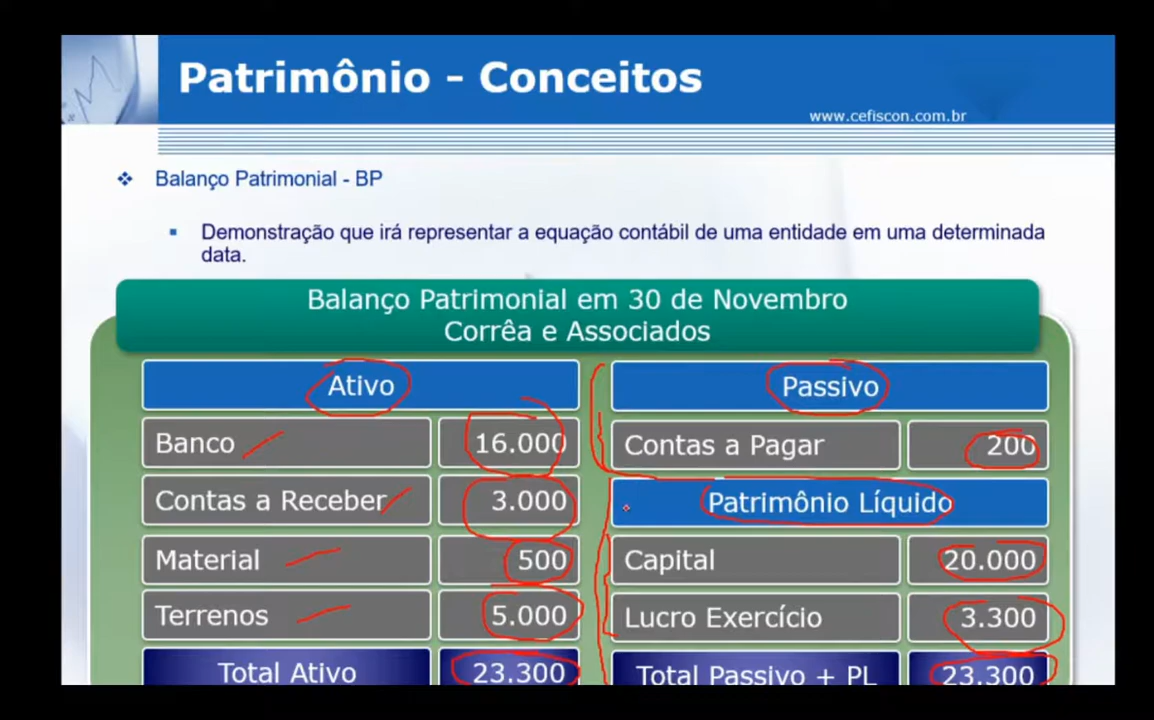 Patrimônio - Conceitos
www.cefiscon.com.br
Balanço Patrimonial - BP
Demonstração que irá representar a equação contábil de uma entidade em uma determinada
data.
Balanço Patrimonial em 30 de Novembro
Corrêa e Associados
Ativo
Banco 16.000
Contas a Receber 3.000
Material 500
Terrenos 5.000
Total Ativo 23.300
Passivo
Contas a Pagar 200
Patrimônio Líquido
Capital 20.000
Lucro Exercício 3.300
Total Passivo + PL 23.300